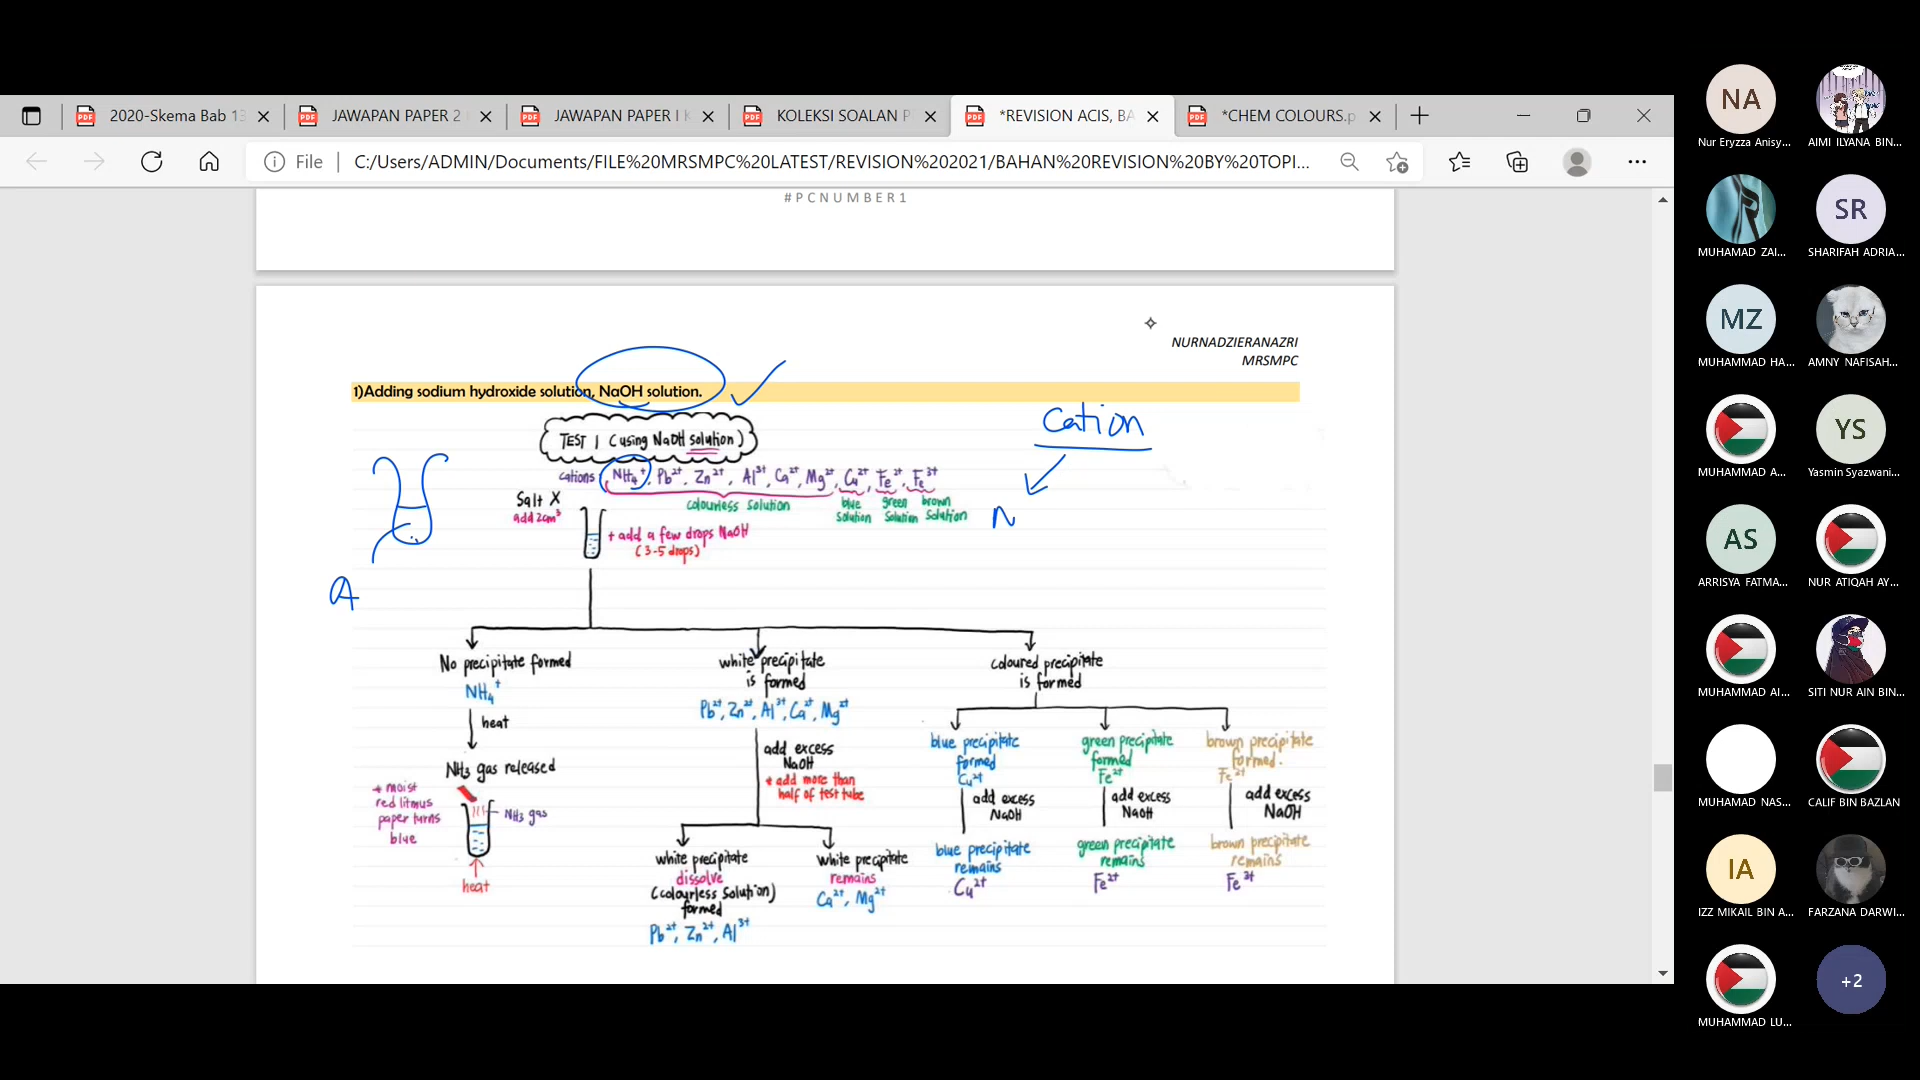 2020-Skema Bab 13
JAWAPAN PAPER 2
JAWAPAN PAPER I K
KOLEKSI SOALAN P
*REVISION ACIS, BA
*CHEM COLOURS.p
File
C:/Users/ADMIN/Documents/FILE%20MRSMPC%20LATEST/REVISION%202021/BAHAN%20REVISION%20BY%20TOPI...
#PCNUMBER1
NURNADZIERANAZRI
MRSMPC
1)Adding sodium hydroxide solution, NaOH solution.
TEST 1 (using NaOH solution)
Cation
cations NH₄⁺, Pb²⁺, Zn²⁺, Al³⁺, Ca²⁺, Mg²⁺, Cu²⁺, Fe²⁺, Fe³⁺
colourless solution
blue solution
green solution
brown solution
Salt X
add 2cm³
+ add a few drops NaOH
(3-5 drops)
N
A
No precipitate formed
NH₄⁺
heat
NH₃ gas released
+ moist
red litmus
paper turns
blue
NH₃ gas
heat
white precipitate
is formed
Pb²⁺, Zn²⁺, Al³⁺, Ca²⁺, Mg²⁺
add excess
NaOH
+ add more than
half of test tube
white precipitate
dissolve
(colourless solution)
formed
Pb²⁺, Zn²⁺, Al³⁺
white precipitate
remains
Ca²⁺, Mg²⁺
coloured precipitate
is formed
blue precipitate
formed
Cu²⁺
add excess
NaOH
blue precipitate
remains
Cu²⁺
green precipitate
formed
Fe²⁺
add excess
NaOH
green precipitate
remains
Fe²⁺
brown precipitate
formed.
add excess
NaOH
brown precipitate
remains
Fe³⁺
NA
Nur Eryzza Anisy...
AIMI ILYANA BIN...
MUHAMAD ZAI...
SR
SHARIFAH ADRIA...
MZ
MUHAMMAD HA...
AMNY NAFISAH...
MUHAMMAD A...
YS
Yasmin Syazwani...
AS
ARRISYA FATMA...
NUR ATIQAH AY...
MUHAMMAD AI...
SITI NUR AIN BIN...
MUHAMMAD NAS...
CALIF BIN BAZLAN
IA
IZZ MIKAIL BIN A...
FARZANA DARWI...
MUHAMMAD LU...
+2